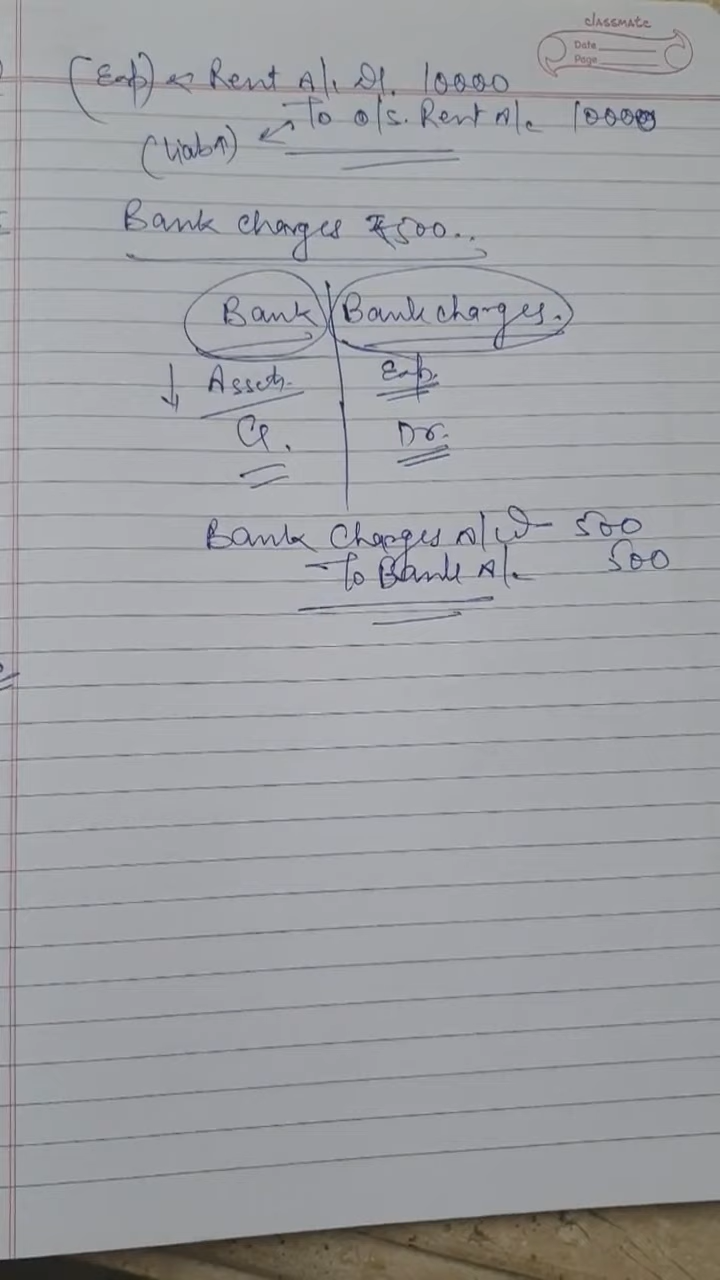 classmate
Date
Page
(Exp) ← Rent A/c Dr. 10000
To o/s. Rent A/c 10000
(Liab↑)
Bank charges ₹500..
Bank | Bank charges.
↓ Assets. Exp.
Cr. Dr.
Bank Charges A/c Dr 500
To Bank A/c 500